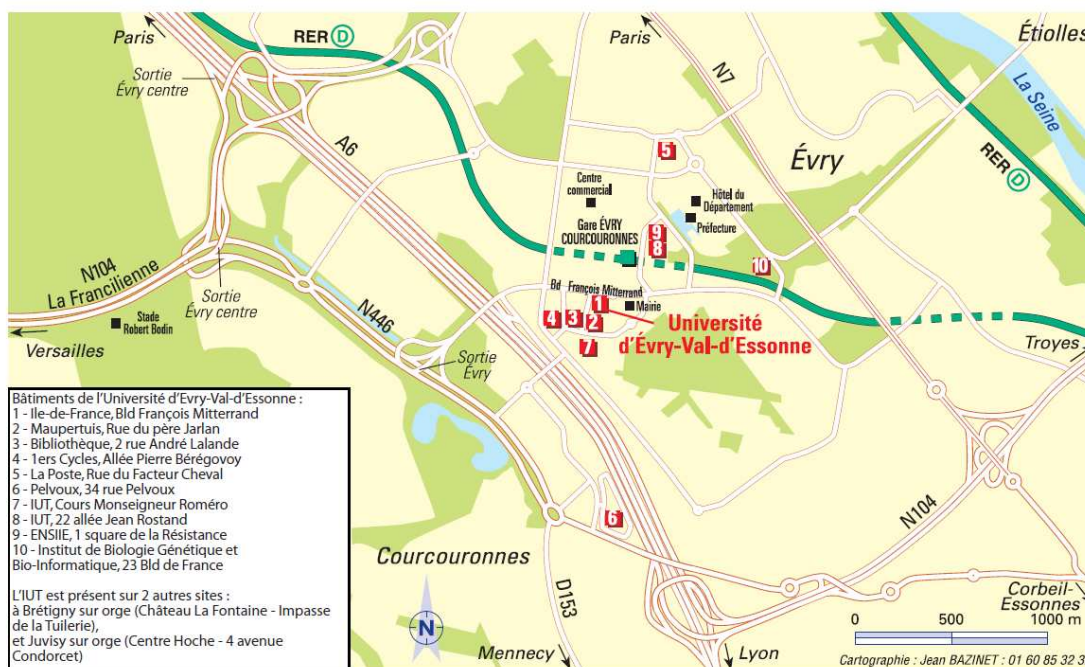 Paris
RER D
Sortie
Évry centre
A6
Paris
N7
Étiolles
La Seine
RER D
Évry
5
Centre
commercial
Hôtel du
Département
Préfecture
Gare ÉVRY
COURCOURONNES
9
8
10
N104
La Francilienne
Sortie
Évry centre
Stade
Robert Bobin
Versailles
N446
Sortie
Évry
Bd François Mitterrand
1
Mairie
4
3
2
7
Université
d'Évry-Val-d'Essonne
Troyes
Bâtiments de l'Université d'Evry-Val-d'Essonne :
1 - Ile-de-France, Bld François Mitterrand
2 - Maupertuis, Rue du père Jarlan
3 - Bibliothèque, 2 rue André Lalande
4 - 1ers Cycles, Allée Pierre Bérégovoy
5 - La Poste, Rue du Facteur Cheval
6 - Pelvoux, 34 rue Pelvoux
7 - IUT, Cours Monseigneur Roméro
8 - IUT, 22 allée Jean Rostand
9 - ENSIIE, 1 square de la Résistance
10 - Institut de Biologie Génétique et
Bio-Informatique, 23 Bld de France
L'IUT est présent sur 2 autres sites :
à Brétigny sur orge (Château La Fontaine - Impasse
de la Tuilerie),
et Juvisy sur orge (Centre Hoche - 4 avenue
Condorcet)
6
Courcouronnes
N
D153
Mennecy
Lyon
N104
Corbeil-
Essonnes
0 500 1000 m
Cartographie : Jean BAZINET : 01 60 85 32 3